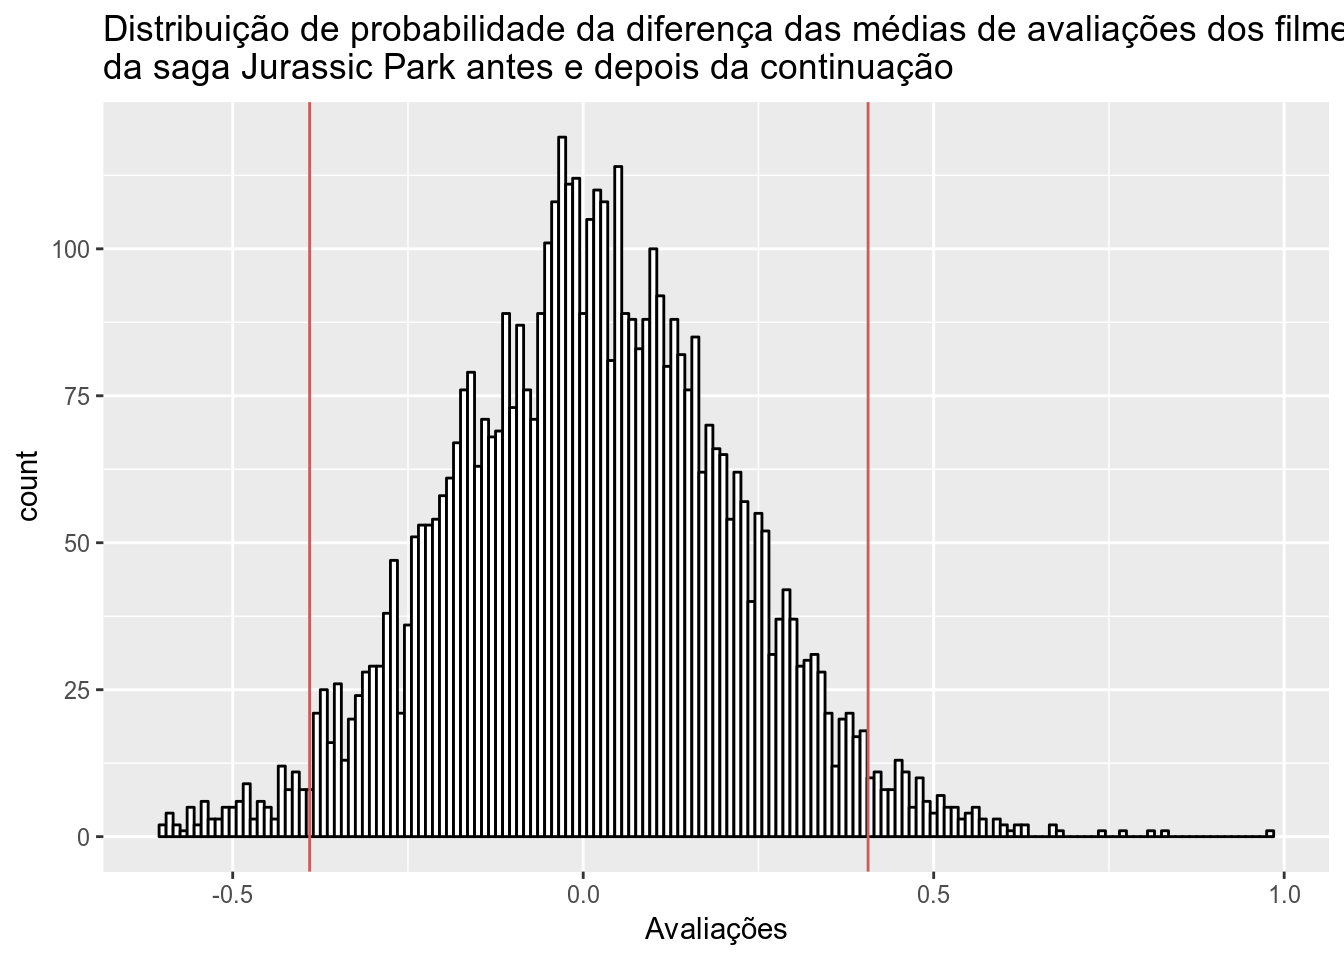 Distribuição de probabilidade da diferença das médias de avaliações dos filme
da saga Jurassic Park antes e depois da continuação
100
75
50
25
0
count
-0.5
0.0
0.5
1.0
Avaliações